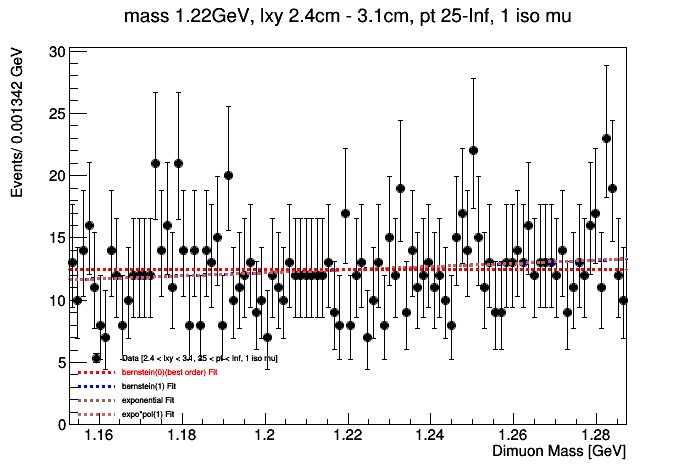 mass 1.22GeV, lxy 2.4cm - 3.1cm, pt 25-Inf, 1 iso mu
Events/ 0.001342 GeV
30
25
20
15
10
5
0
Data [2.4 < lxy < 3.1, 25 < pt < Inf, 1 iso mu]
bernstein(0)(best order) Fit
bernstein(1) Fit
exponential Fit
expo*pol(1) Fit
1.16 1.18 1.2 1.22 1.24 1.26 1.28
Dimuon Mass [GeV]